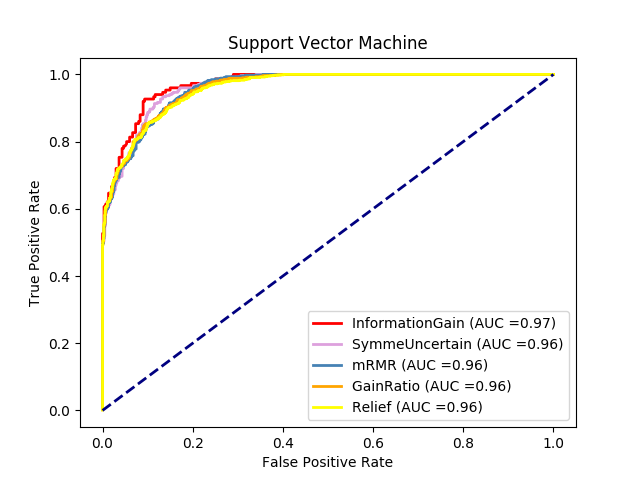 Support Vector Machine
True Positive Rate
1.0
0.8
0.6
0.4
0.2
0.0
InformationGain (AUC =0.97)
SymmeUncertain (AUC =0.96)
mRMR (AUC =0.96)
GainRatio (AUC =0.96)
Relief (AUC =0.96)
0.0 0.2 0.4 0.6 0.8 1.0
False Positive Rate